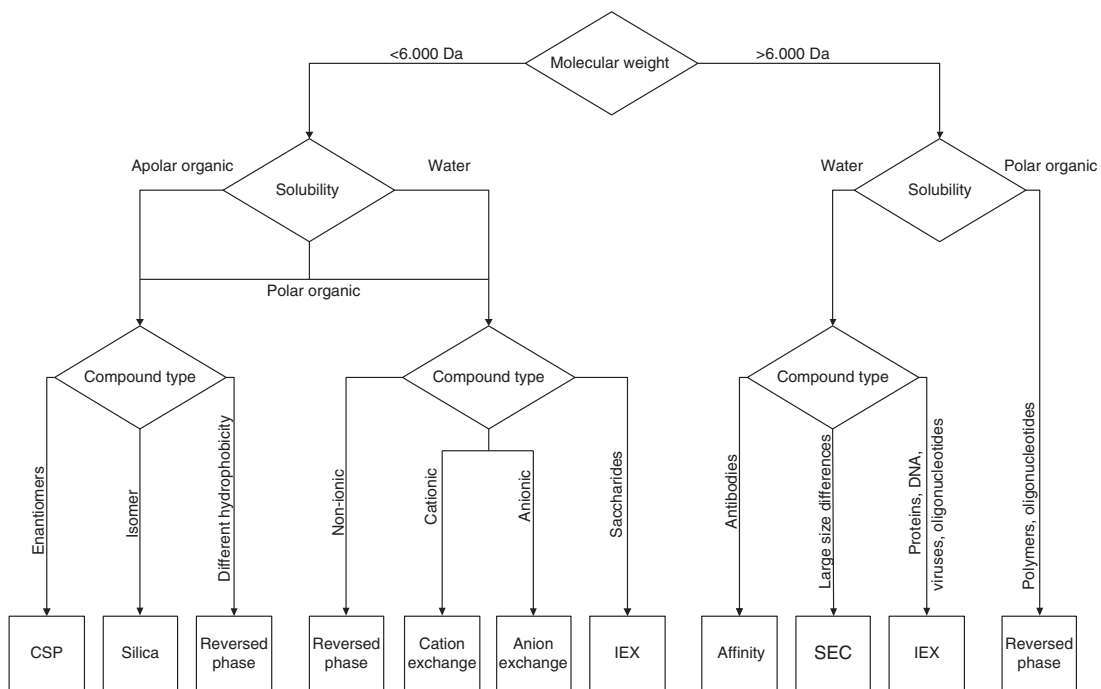 <6.000 Da
Molecular weight
>6.000 Da
Apolar organic
Water
Solubility
Polar organic
Water
Polar organic
Solubility
Compound type
Compound type
Compound type
Enantiomers
Isomer
Different hydrophobicity
Non-ionic
Cationic
Anionic
Saccharides
Antibodies
Large size differences
Proteins, DNA,
viruses, oligonucleotides
Polymers, oligonucleotides
CSP
Silica
Reversed
phase
Reversed
phase
Cation
exchange
Anion
exchange
IEX
Affinity
SEC
IEX
Reversed
phase